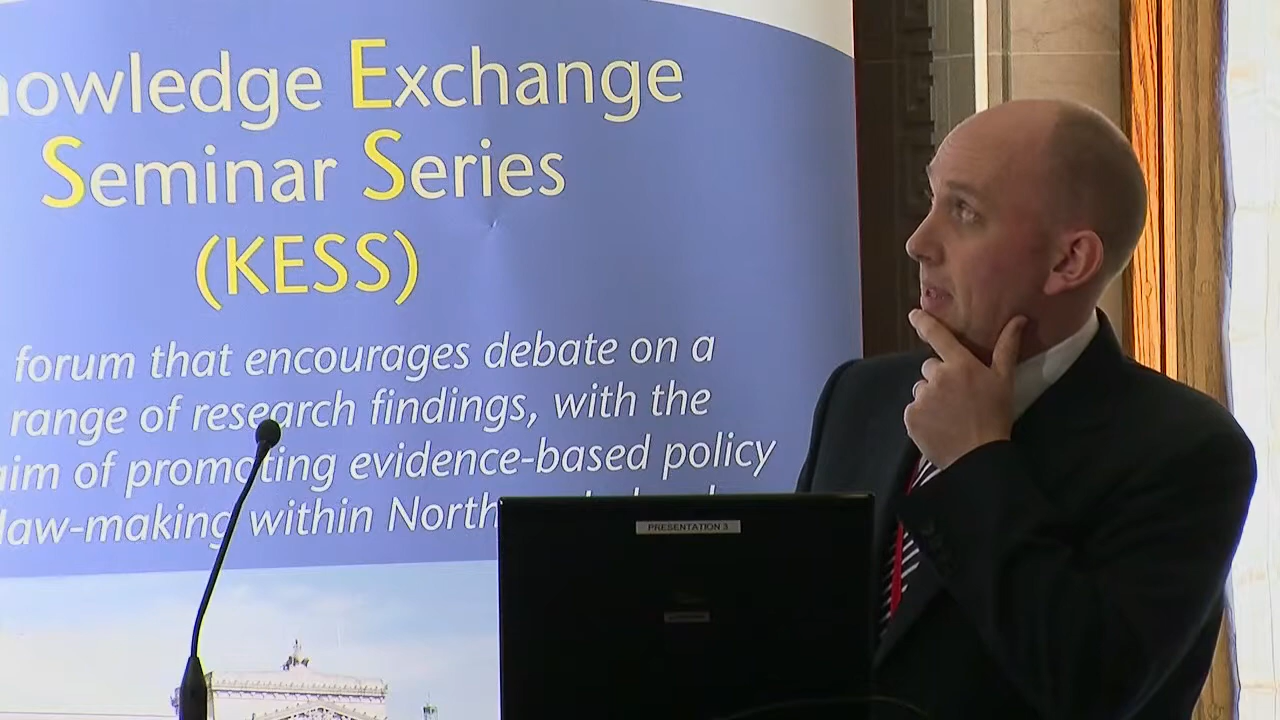 nowledge Exchange
Seminar Series
(KESS)
forum that encourages debate on a
range of research findings, with the
aim of promoting evidence-based policy
law-making within North
PRESENTATION 3